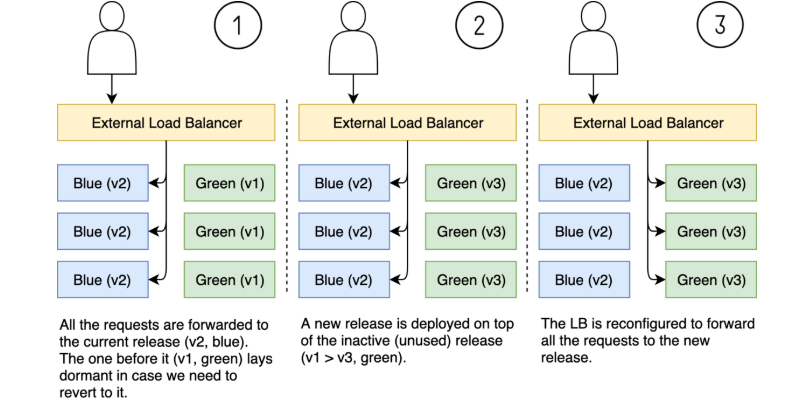 1
External Load Balancer
Blue (v2)
Green (v1)
Blue (v2)
Green (v1)
Blue (v2)
Green (v1)
All the requests are forwarded to
the current release (v2, blue).
The one before it (v1, green) lays
dormant in case we need to
revert to it.
2
External Load Balancer
Blue (v2)
Green (v3)
Blue (v2)
Green (v3)
Blue (v2)
Green (v3)
A new release is deployed on top
of the inactive (unused) release
(v1 > v3, green).
3
External Load Balancer
Blue (v2)
Green (v3)
Blue (v2)
Green (v3)
Blue (v2)
Green (v3)
The LB is reconfigured to forward
all the requests to the new
release.